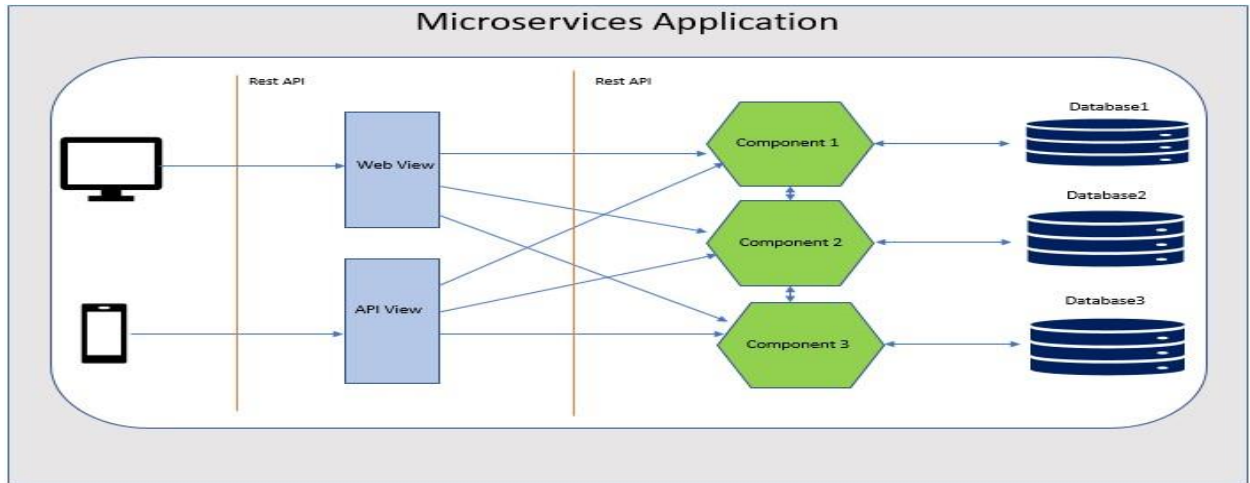 Microservices Application
Rest API
Rest API
Web View
API View
Component 1
Component 2
Component 3
Database1
Database2
Database3